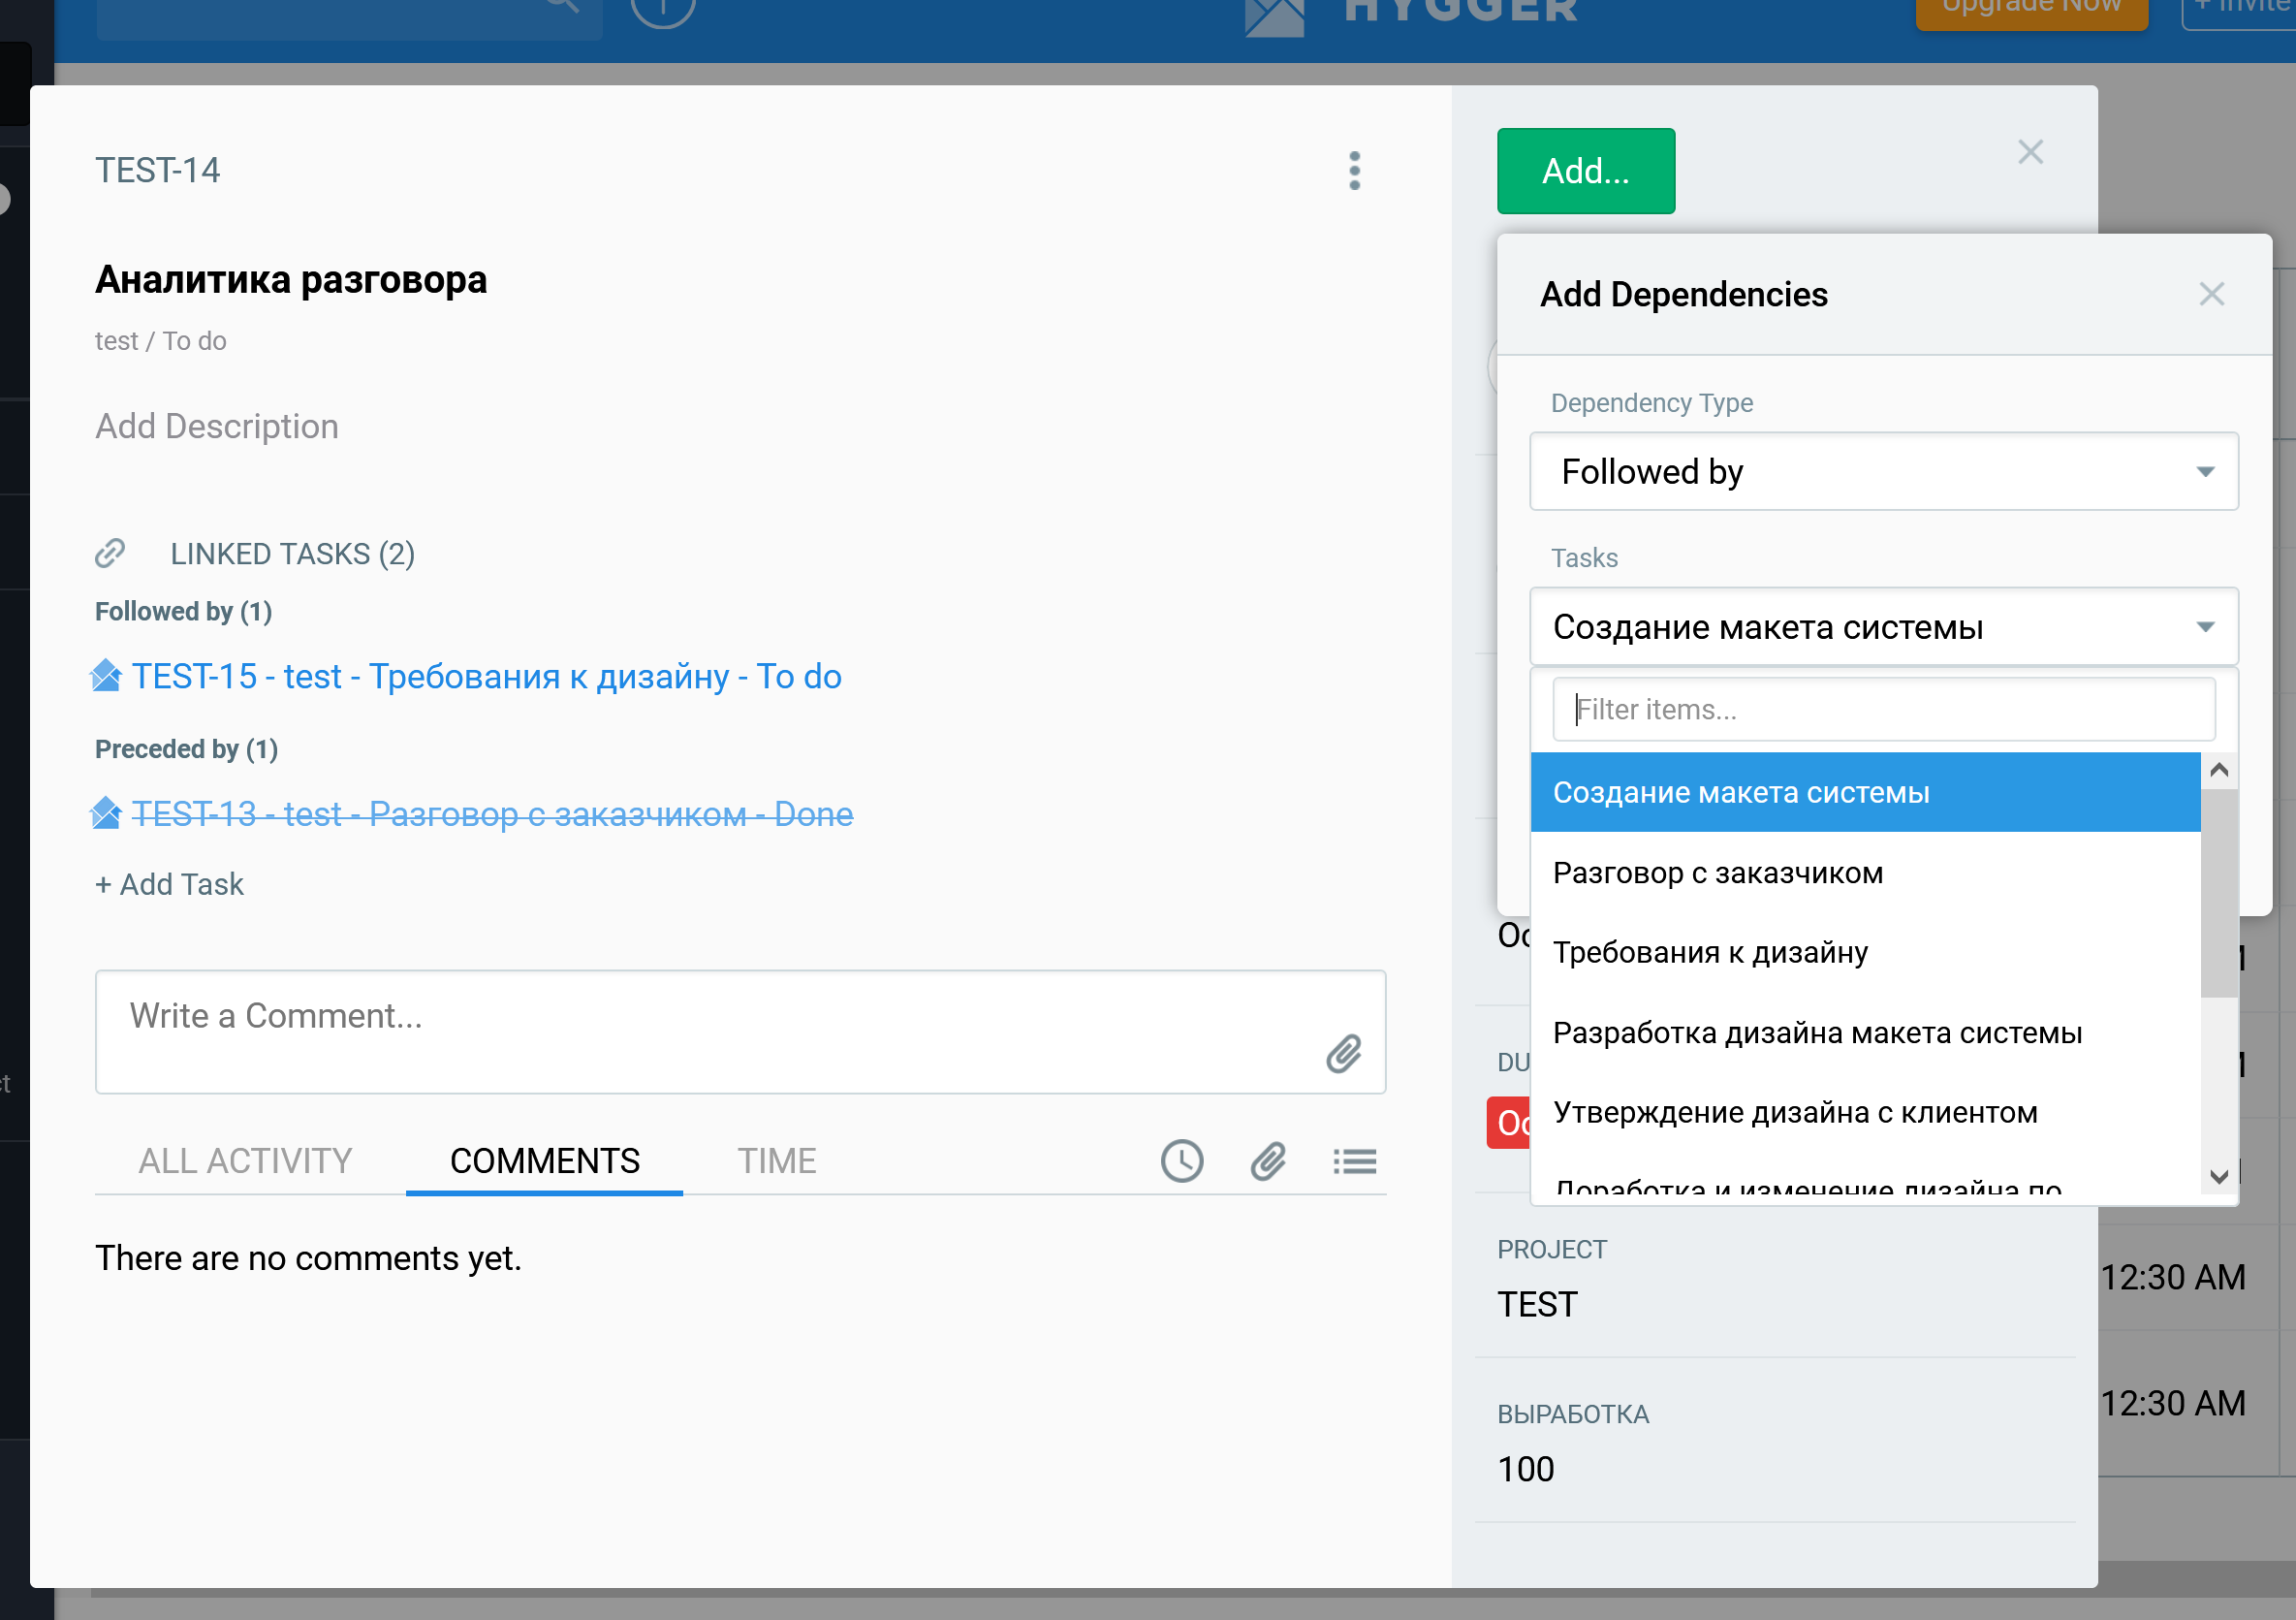 HYGGER
Upgrade Now
+ Invite
TEST-14
Аналитика разговора
test / To do
Add Description
LINKED TASKS (2)
Followed by (1)
TEST-15 - test - Требования к дизайну - To do
Preceded by (1)
TEST-13 - test - Разговор с заказчиком - Done
+ Add Task
Write a Comment...
ALL ACTIVITY
COMMENTS
TIME
There are no comments yet.
Add...
Add Dependencies
Dependency Type
Followed by
Tasks
Создание макета системы
Filter items...
Создание макета системы
Разговор с заказчиком
Требования к дизайну
Разработка дизайна макета системы
Утверждение дизайна с клиентом
Доработка и изменение дизайна по
PROJECT
TEST
ВЫРАБОТКА
100
12:30 AM
12:30 AM